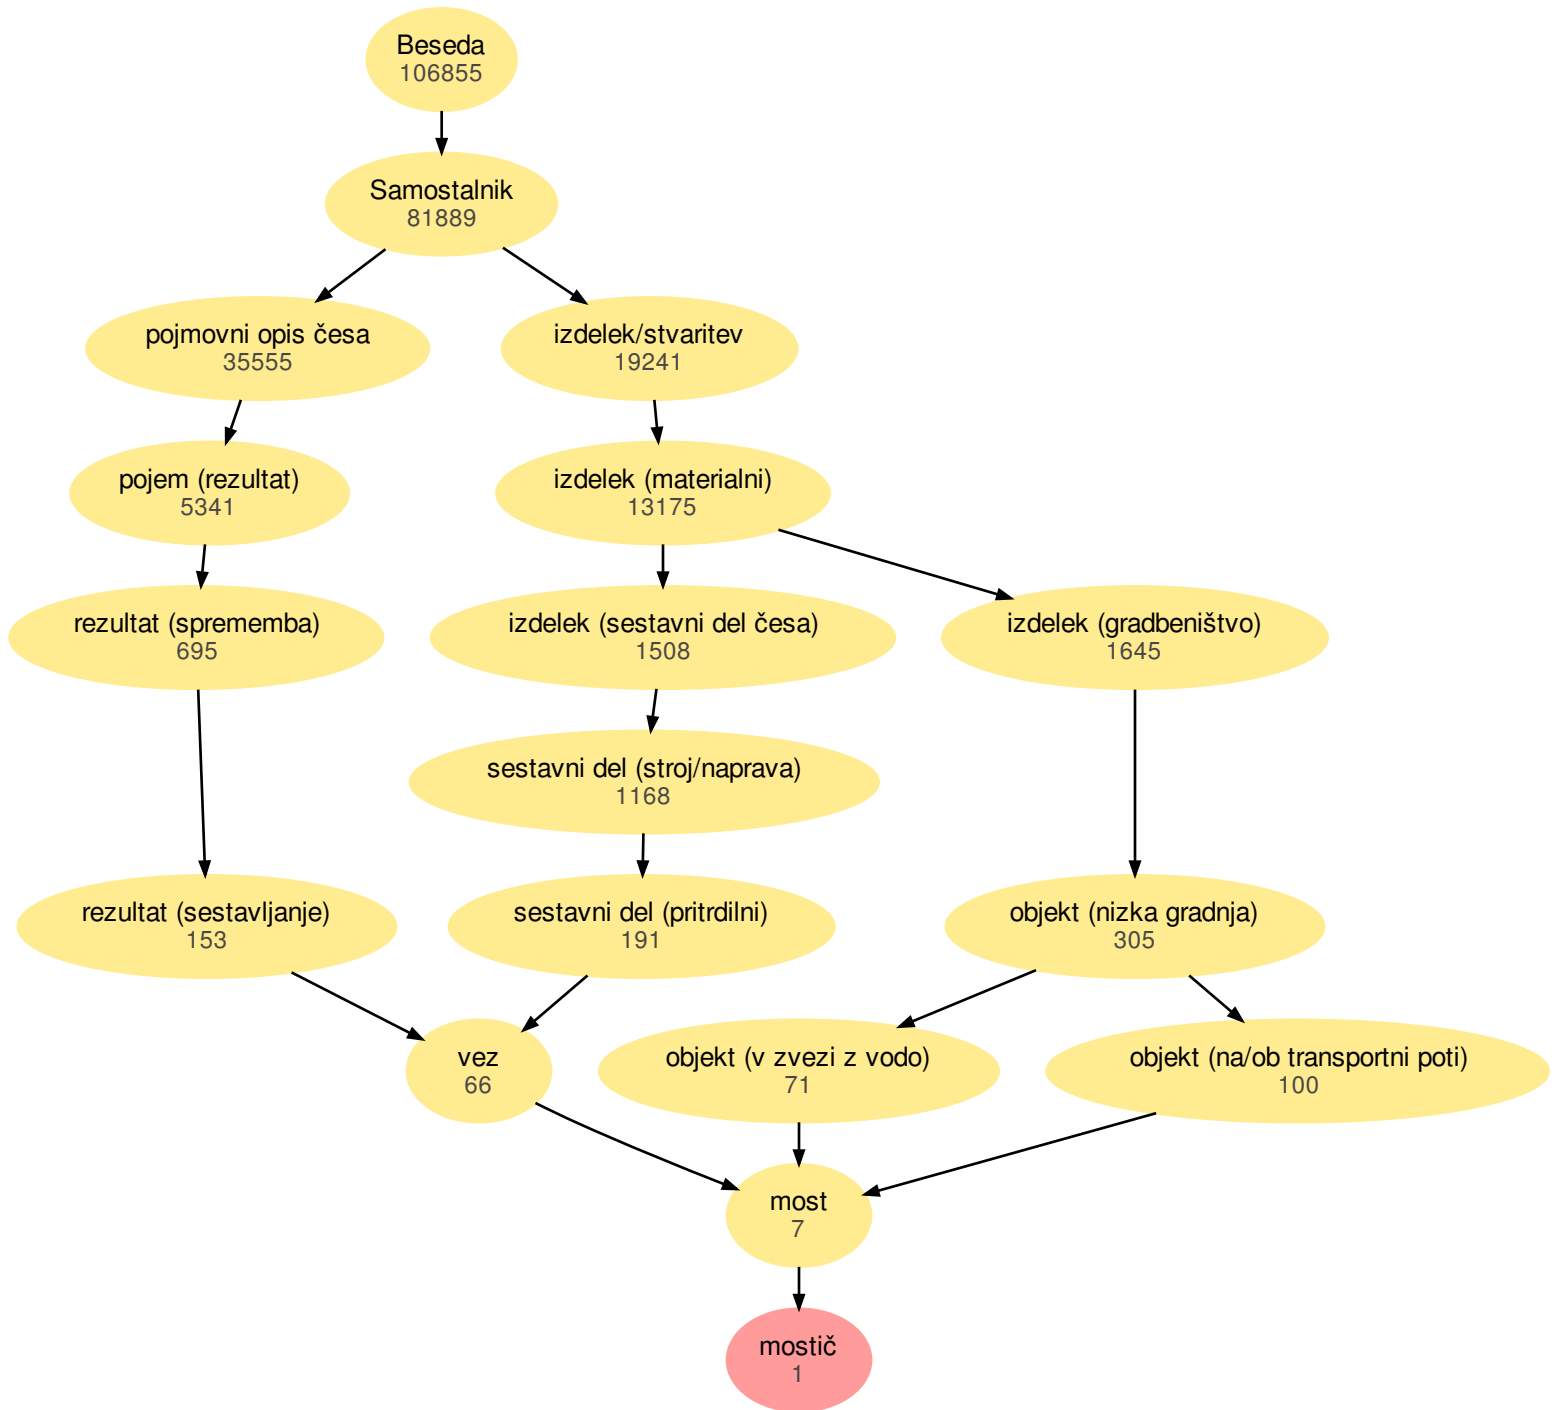 Beseda
106855
Samostalnik
81889
pojmovni opis česa
35555
izdelek/stvaritev
19241
pojem (rezultat)
5341
izdelek (materialni)
13175
rezultat (sprememba)
695
izdelek (sestavni del česa)
1508
izdelek (gradbeništvo)
1645
sestavni del (stroj/naprava)
1168
rezultat (sestavljanje)
153
sestavni del (pritrdilni)
191
objekt (nizka gradnja)
305
vez
66
objekt (v zvezi z vodo)
71
objekt (na/ob transportni poti)
100
most
7
mostič
1